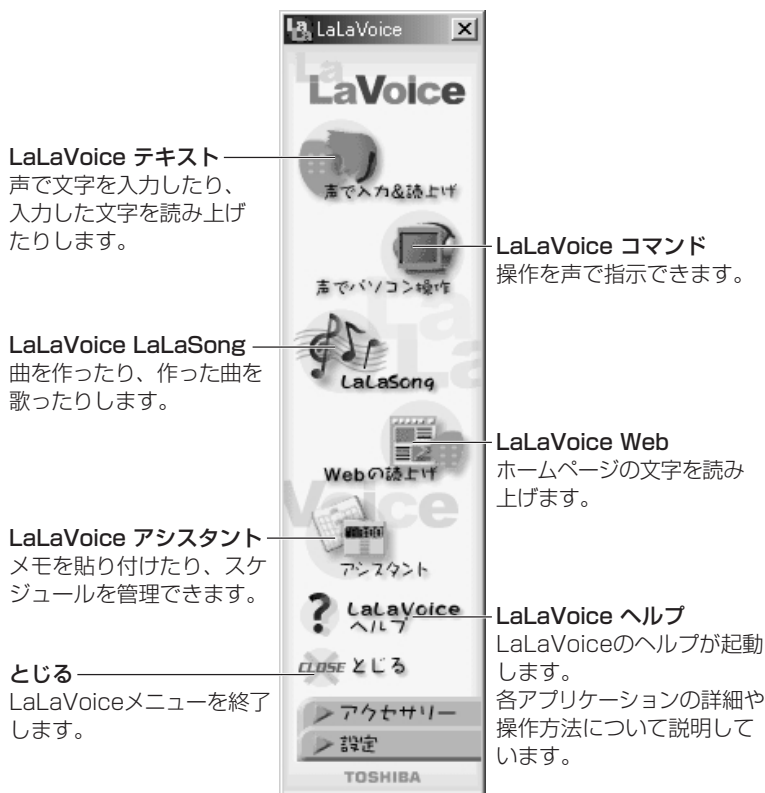 LaLaVoice
La
LaVoice
声で入力&読上げ
声でパソコン操作
La
La
LaLaSong
Webの読上げ
Voice
アシスタント
LaLaVoice
ヘルプ
CLOSE とじる
アクセサリー
設定
TOSHIBA
LaLaVoice テキスト
声で文字を入力したり、
入力した文字を読み上げ
たりします。
LaLaVoice コマンド
操作を声で指示できます。
LaLaVoice LaLaSong
曲を作ったり、作った曲を
歌ったりします。
LaLaVoice Web
ホームページの文字を読み
上げます。
LaLaVoice アシスタント
メモを貼り付けたり、スケ
ジュールを管理できます。
LaLaVoice ヘルプ
LaLaVoiceのヘルプが起動
します。
各アプリケーションの詳細や
操作方法について説明して
います。
とじる
LaLaVoiceメニューを終了
します。